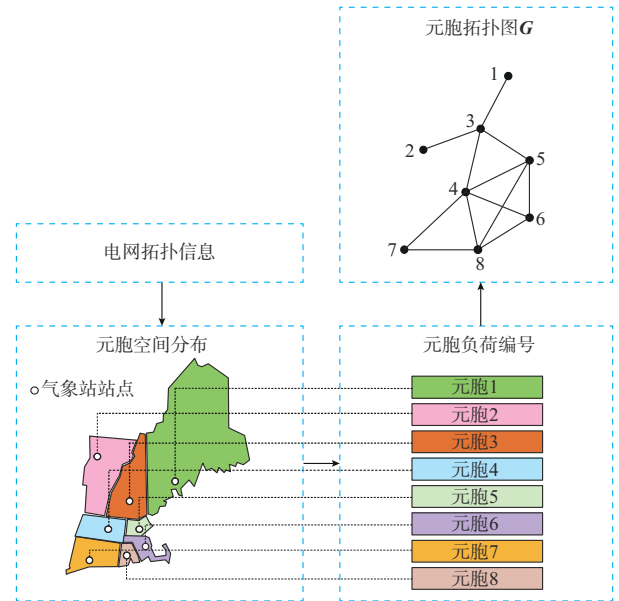 元胞拓扑图G
1
3
2
5
4
6
7
8
电网拓扑信息
元胞空间分布
气象站站点
元胞负荷编号
元胞1
元胞2
元胞3
元胞4
元胞5
元胞6
元胞7
元胞8